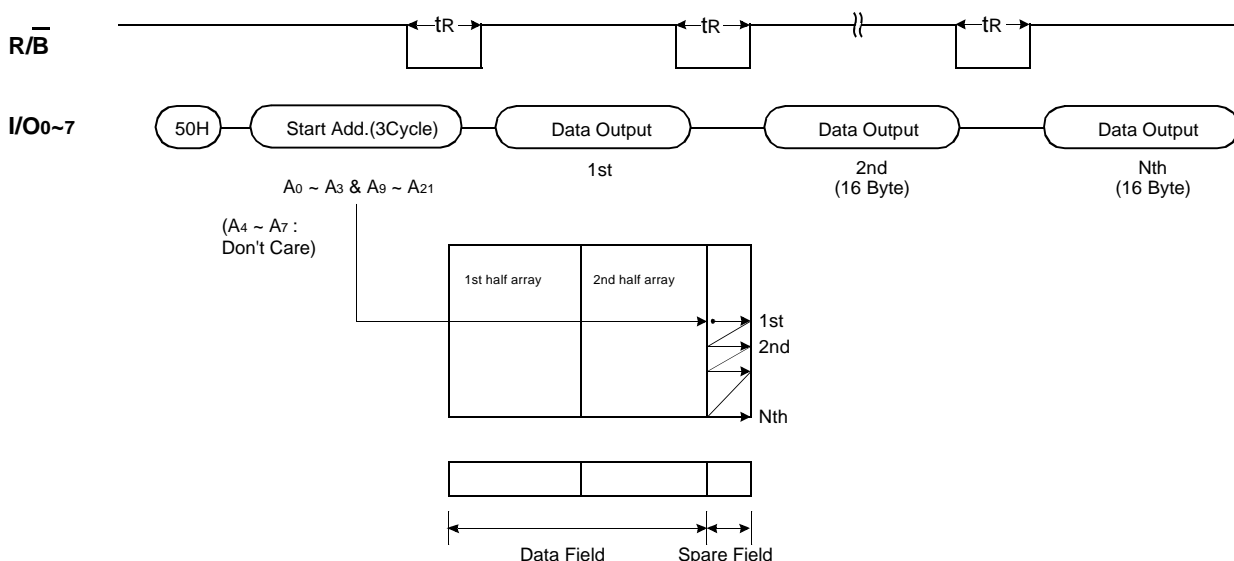 R/B
tR
tR
tR
I/O0~7
50H
Start Add.(3Cycle)
Data Output
Data Output
Data Output
1st
2nd
(16 Byte)
Nth
(16 Byte)
A0 ~ A3 & A9 ~ A21
(A4 ~ A7 :
Don't Care)
1st half array
2nd half array
1st
2nd
Nth
Data Field
Spare Field